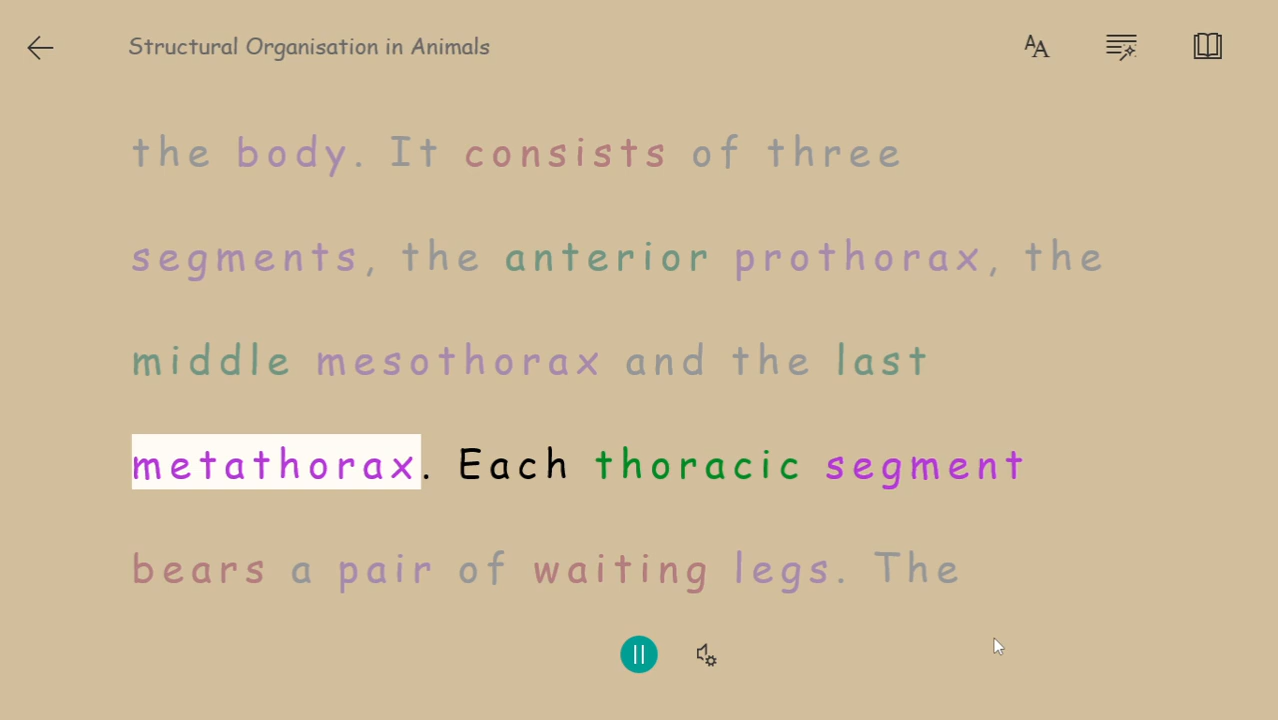 Structural Organisation in Animals
AA
the body. It consists of three
segments, the anterior prothorax, the
middle mesothorax and the last
metathorax. Each thoracic segment
bears a pair of waiting legs. The